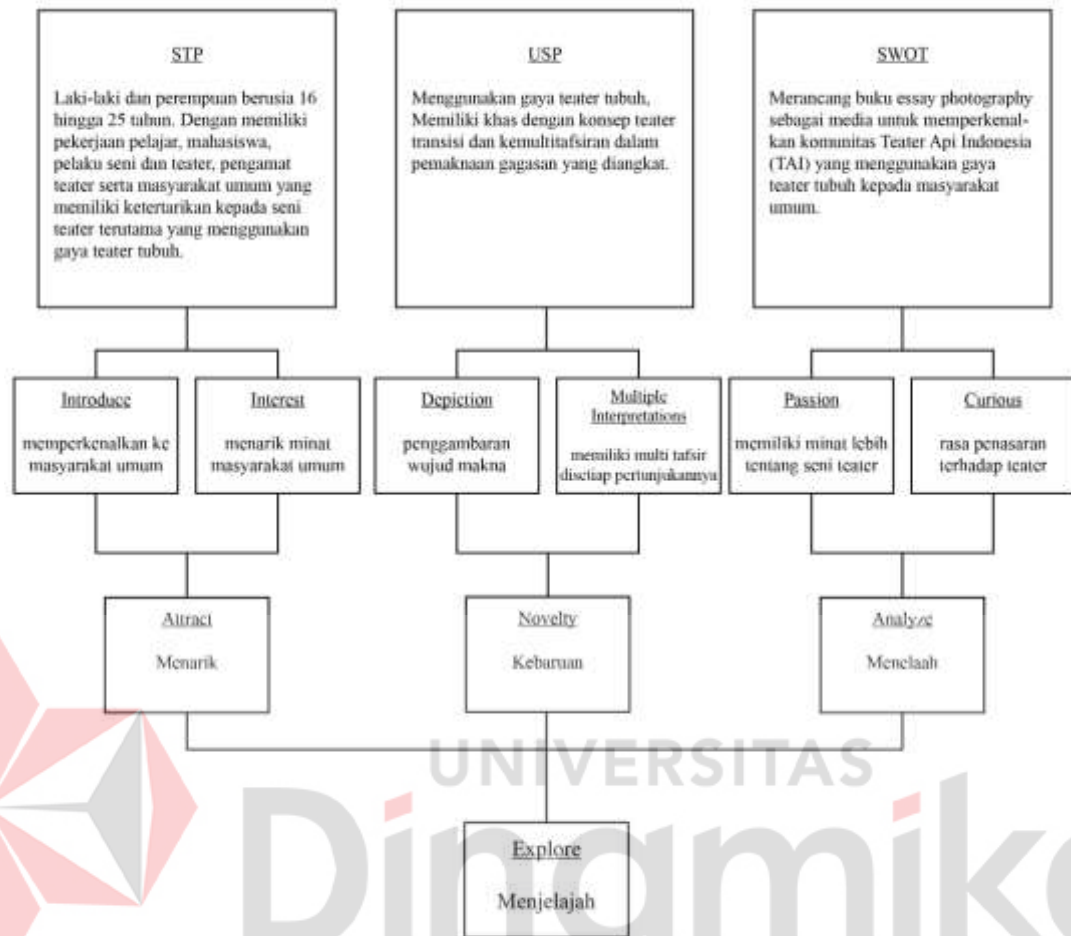 STP
Laki-laki dan perempuan berusia 16
hingga 25 tahun. Dengan memiliki
pekerjaan pelajar, mahasiswa,
pelaku seni dan teater, pengamat
teater serta masyarakat umum yang
memiliki ketertarikan kepada seni
teater terutama yang menggunakan
gaya teater tubuh.
USP
Menggunakan gaya teater tubuh,
Memiliki khas dengan konsep teater
transisi dan kemultitafsiran dalam
pemaknaan gagasan yang diangkat.
SWOT
Merancang buku essay photography
sebagai media untuk memperkenal-
kan komunitas Teater Api Indonesia
(TAI) yang menggunakan gaya
teater tubuh kepada masyarakat
umum.
Introduce
memperkenalkan ke
masyarakat umum
Interest
menarik minat
masyarakat umum
Depiction
penggambaran
wujud makna
Multiple
Interpretations
memiliki multi tafsir
disetiap pertunjukannya
Passion
memiliki minat lebih
tentang seni teater
Curious
rasa penasaran
terhadap teater
Attract
Menarik
Novelty
Kebaruan
Analyze
Menelaah
UNIVERSITAS
Dinamika
Explore
Menjelajah